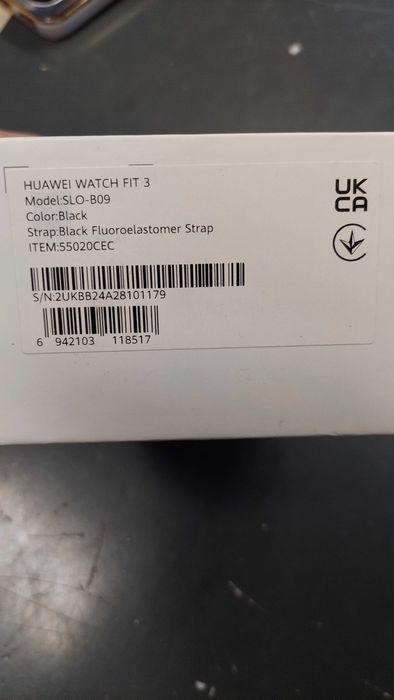 HUAWEI WATCH FIT 3
Model:SLO-B09
Color:Black
Strap:Black Fluoroelastomer Strap
ITEM:55020CEC
S/N:2UKBB24A28101179
6 942103 118517
UK
CA